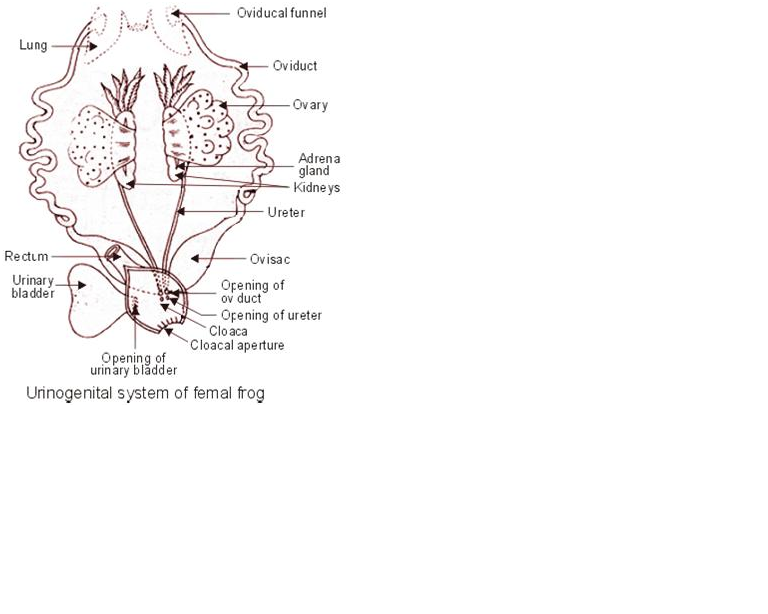 Oviducal funnel
Lung
Oviduct
Ovary
Adrena
gland
Kidneys
Ureter
Rectum
Ovisac
Urinary
bladder
Opening of
ov duct
Opening of ureter
Cloaca
Cloacal aperture
Opening of
urinary bladder
Urinogenital system of femal frog